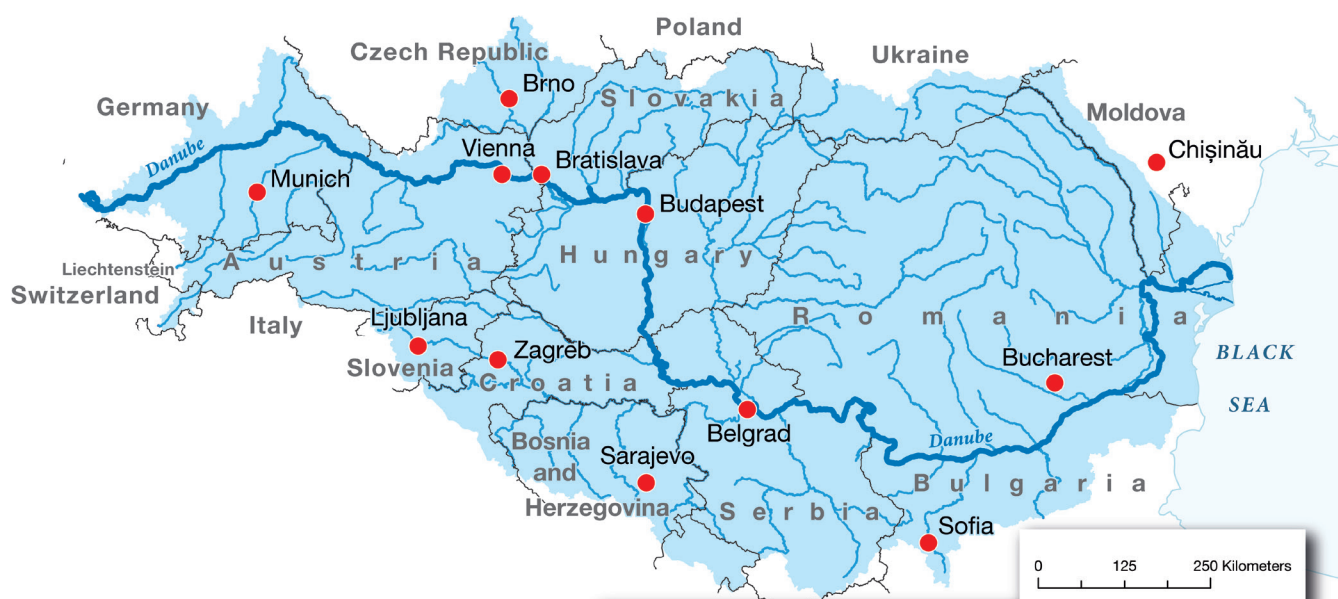 Poland
Czech Republic
Ukraine
Brno
Slovakia
Germany
Moldova
Danube
Vienna
Bratislava
Chişinău
Munich
Budapest
Hungary
Austria
Liechtenstein
Switzerland
Italy
Ljubljana
Romania
Zagreb
Bucharest
BLACK
SEA
Slovenia
Croatia
Belgrad
Danube
Bosnia
and
Herzegovina
Sarajevo
Bulgaria
Serbia
Sofia
0 125 250 Kilometers